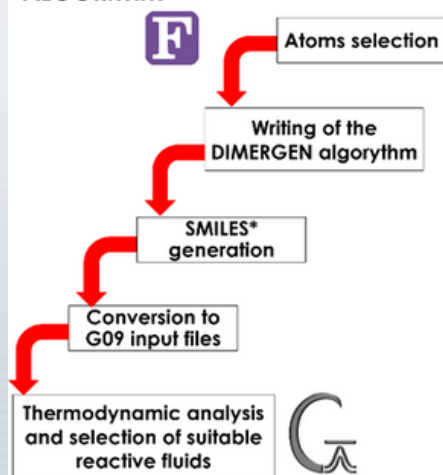 F
Atoms selection
Writing of the
DIMERGEN algorythm
SMILES*
generation
Conversion to
G09 input files
Thermodynamic analysis
and selection of suitable
reactive fluids